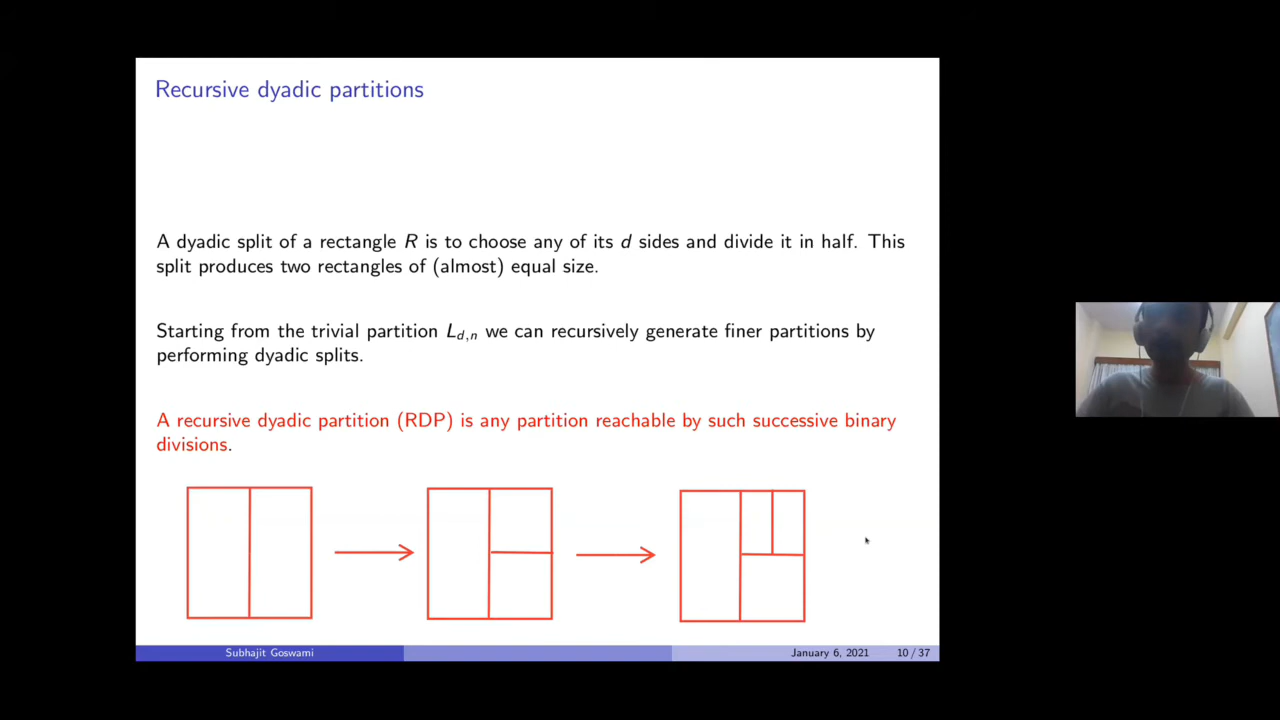 Recursive dyadic partitions
A dyadic split of a rectangle R is to choose any of its d sides and divide it in half. This
split produces two rectangles of (almost) equal size.
Starting from the trivial partition L_{d,n} we can recursively generate finer partitions by
performing dyadic splits.
A recursive dyadic partition (RDP) is any partition reachable by such successive binary
divisions.
Subhajit Goswami
January 6, 2021
10 / 37